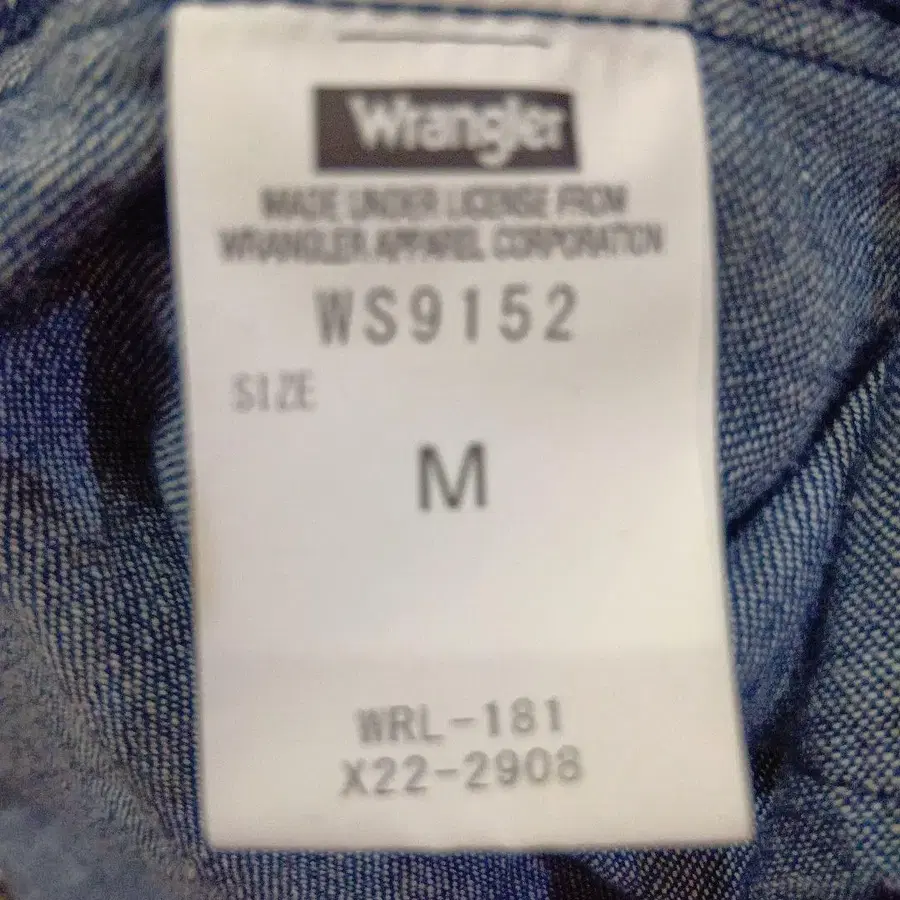 Wrangler
MADE UNDER LICENSE FROM
WRANGLER APPAREL CORPORATION
WS9152
SIZE
M
WRL-181
X22-2908